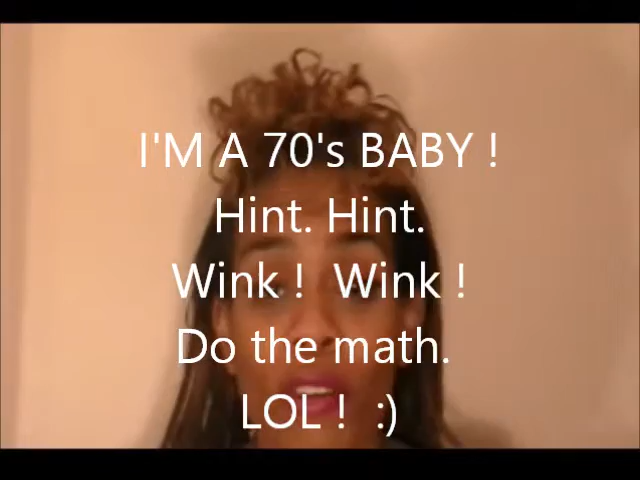 I'M A 70's BABY !
Hint. Hint.
Wink !  Wink !
Do the math.
LOL !  :)